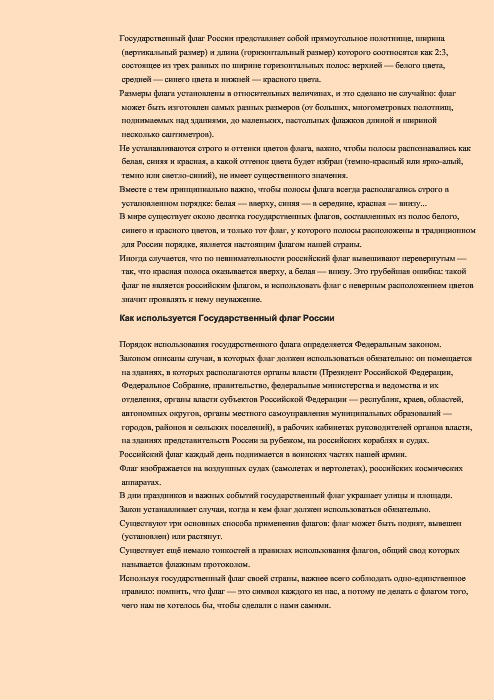 Государственный флаг России представляет собой прямоугольное полотнище, ширина
(вертикальный размер) и длина (горизонтальный размер) которого соотносятся как 2:3,
состоящее из трех равных по ширине горизонтальных полос: верхней — белого цвета,
средней — синего цвета и нижней — красного цвета.
Размеры флага установлены в относительных величинах, и это сделано не случайно: флаг
может быть изготовлен самых разных размеров (от больших, многометровых полотнищ,
поднимаемых над зданиями, до маленьких, настольных флажков длиной и шириной
несколько сантиметров).
Не устанавливаются строго и оттенки цветов флага, важно, чтобы полосы распознавались как
белая, синяя и красная, а какой оттенок цвета будет избран (темно-красный или ярко-алый,
темно или светло-синий), не имеет существенного значения.
Вместе с тем принципиально важно, чтобы полосы флага всегда располагались строго в
установленном порядке: белая — вверху, синяя — в середине, красная — внизу...
В мире существует около десятка государственных флагов, составленных из полос белого,
синего и красного цветов, и только тот флаг, у которого полосы расположены в традиционном
для России порядке, является настоящим флагом нашей страны.
Иногда случается, что по невнимательности российский флаг вывешивают перевернутым —
так, что красная полоса оказывается вверху, а белая — внизу. Это грубейшая ошибка: такой
флаг не является российским флагом, и использовать флаг с неверным расположением цветов
значит проявлять к нему неуважение.
Как используется Государственный флаг России
Порядок использования государственного флага определяется Федеральным законом.
Законом описаны случаи, в которых флаг должен использоваться обязательно: он помещается
на зданиях, в которых располагаются органы власти (Президент Российской Федерации,
Федеральное Собрание, правительство, федеральные министерства и ведомства и их
отделения, органы власти субъектов Российской Федерации — республик, краев, областей,
автономных округов, органы местного самоуправления муниципальных образований —
городов, районов и сельских поселений), в рабочих кабинетах руководителей органов власти,
на зданиях представительств России за рубежом, на российских кораблях и судах.
Российский флаг каждый день поднимается в воинских частях нашей армии.
Флаг изображается на воздушных судах (самолетах и вертолетах), российских космических
аппаратах.
В дни праздников и важных событий государственный флаг украшает улицы и площади.
Закон устанавливает случаи, когда и кем флаг должен использоваться обязательно.
Существуют три основных способа применения флагов: флаг может быть поднят, вывешен
(установлен) или растянут.
Существует ещё немало тонкостей в правилах использования флагов, общий свод которых
называется флажным протоколом.
Используя государственный флаг своей страны, важнее всего соблюдать одно-единственное
правило: помнить, что флаг — это символ каждого из нас, а потому не делать с флагом того,
чего нам не хотелось бы, чтобы сделали с нами самими.